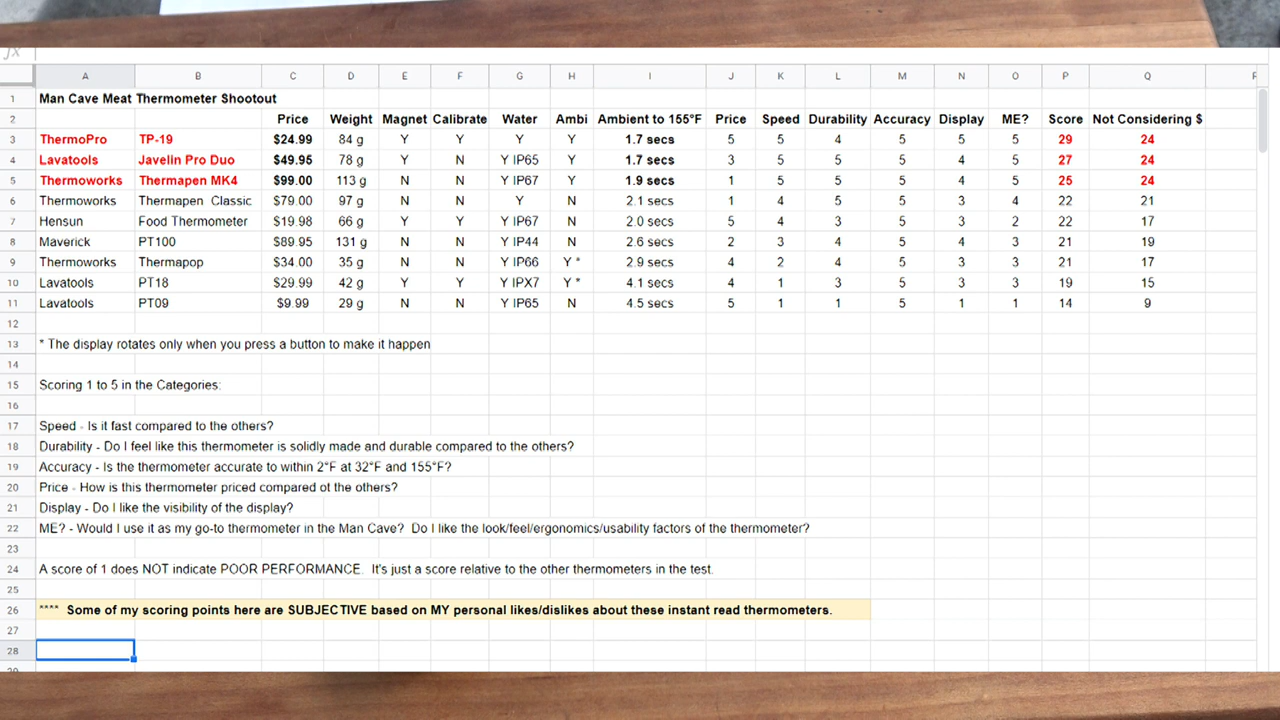 fx
A B C D E F G H I J K L M N O P Q R
1 Man Cave Meat Thermometer Shootout
2 Price Weight Magnet Calibrate Water Ambi Ambient to 155°F Price Speed Durability Accuracy Display ME? Score Not Considering $
3 ThermoPro TP-19 $24.99 84 g Y Y Y Y 1.7 secs 5 5 4 5 5 5 29 24
4 Lavatools Javelin Pro Duo $49.95 78 g Y N Y IP65 Y 1.7 secs 3 5 5 5 4 5 27 24
5 Thermoworks Thermapen MK4 $99.00 113 g N N Y IP67 Y 1.9 secs 1 5 5 5 4 5 25 24
6 Thermoworks Thermapen Classic $79.00 97 g N N Y N 2.1 secs 1 4 5 5 3 4 22 21
7 Hensun Food Thermometer $19.98 66 g Y Y Y IP67 N 2.0 secs 5 4 3 5 3 2 22 17
8 Maverick PT100 $89.95 131 g N N Y IP44 N 2.6 secs 2 3 4 5 4 3 21 19
9 Thermoworks Thermapop $34.00 35 g N N Y IP66 Y * 2.9 secs 4 2 4 5 3 3 21 17
10 Lavatools PT18 $29.99 42 g Y Y Y IPX7 Y * 4.1 secs 4 1 3 5 3 3 19 15
11 Lavatools PT09 $9.99 29 g N N Y IP65 N 4.5 secs 5 1 1 5 1 1 14 9
12
13 * The display rotates only when you press a button to make it happen
14
15 Scoring 1 to 5 in the Categories:
16
17 Speed - Is it fast compared to the others?
18 Durability - Do I feel like this thermometer is solidly made and durable compared to the others?
19 Accuracy - Is the thermometer accurate to within 2°F at 32°F and 155°F?
20 Price - How is this thermometer priced compared ot the others?
21 Display - Do I like the visibility of the display?
22 ME? - Would I use it as my go-to thermometer in the Man Cave? Do I like the look/feel/ergonomics/usability factors of the thermometer?
23
24 A score of 1 does NOT indicate POOR PERFORMANCE. It's just a score relative to the other thermometers in the test.
25
26 **** Some of my scoring points here are SUBJECTIVE based on MY personal likes/dislikes about these instant read thermometers.
27
28